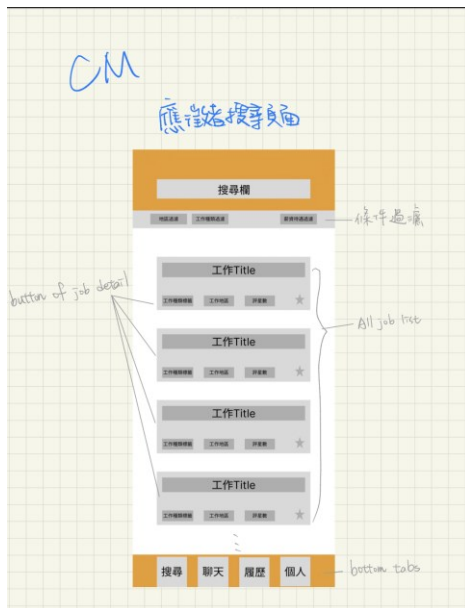 CM
應徵者搜尋頁面
搜尋欄
地區過濾 工作種類過濾 薪資待遇過濾
條件過濾
工作Title
button of job detail
工作種類標籤 工作地區 評星數
All job list
工作Title
工作種類標籤 工作地區 評星數
工作Title
工作種類標籤 工作地區 評星數
工作Title
工作種類標籤 工作地區 評星數
搜尋 聊天 履歷 個人
bottom tabs